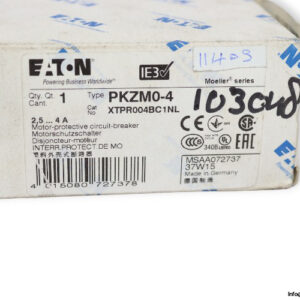 11403
EATON
Powering Business Worldwide
IE3
Moeller series
Qty. Qt.
Cant. 1
Type PKZM0-4
Cat No XTPR004BC1NL
103048
2,5 ... 4 A
Motor-protective circuit-breaker
Motorschutzschalter
Disjoncteur-moteur
INTERR.PROTECT DE MO
MSAA072737
37W15
Made in Germany
4 015080 727378